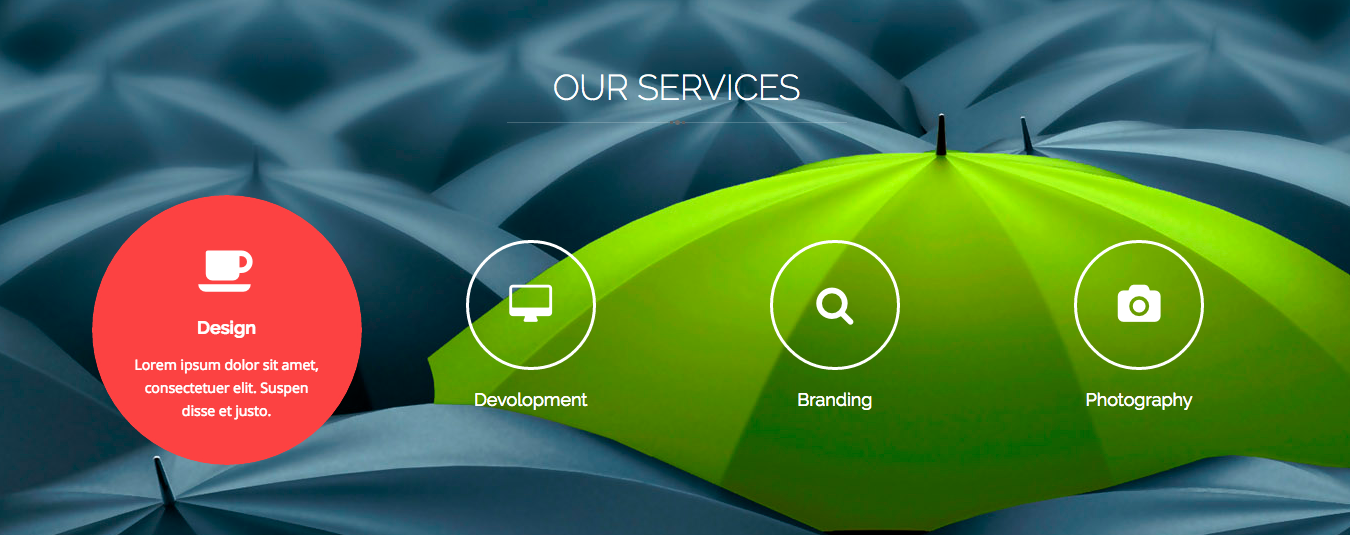 OUR SERVICES
Design
Lorem ipsum dolor sit amet,
consectetuer elit. Suspen
disse et justo.
Devolopment
Branding
Photography